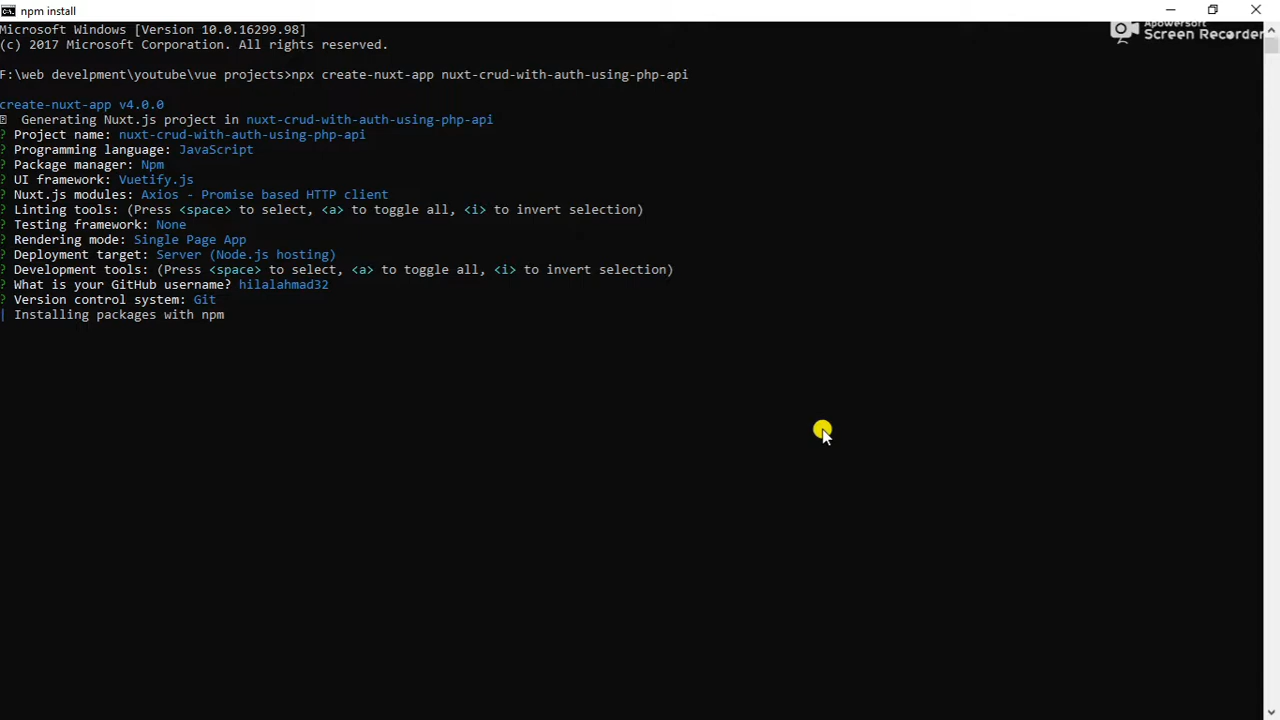 npm install
Microsoft Windows [Version 10.0.16299.98]
(c) 2017 Microsoft Corporation. All rights reserved.
Apowersoft
Screen Recorder
F:\web develpment\youtube\vue projects>npx create-nuxt-app nuxt-crud-with-auth-using-php-api
create-nuxt-app v4.0.0
Generating Nuxt.js project in nuxt-crud-with-auth-using-php-api
? Project name: nuxt-crud-with-auth-using-php-api
? Programming language: JavaScript
? Package manager: Npm
? UI framework: Vuetify.js
? Nuxt.js modules: Axios - Promise based HTTP client
? Linting tools: (Press <space> to select, <a> to toggle all, <i> to invert selection)
? Testing framework: None
? Rendering mode: Single Page App
? Deployment target: Server (Node.js hosting)
? Development tools: (Press <space> to select, <a> to toggle all, <i> to invert selection)
? What is your GitHub username? hilalahmad32
? Version control system: Git
| Installing packages with npm